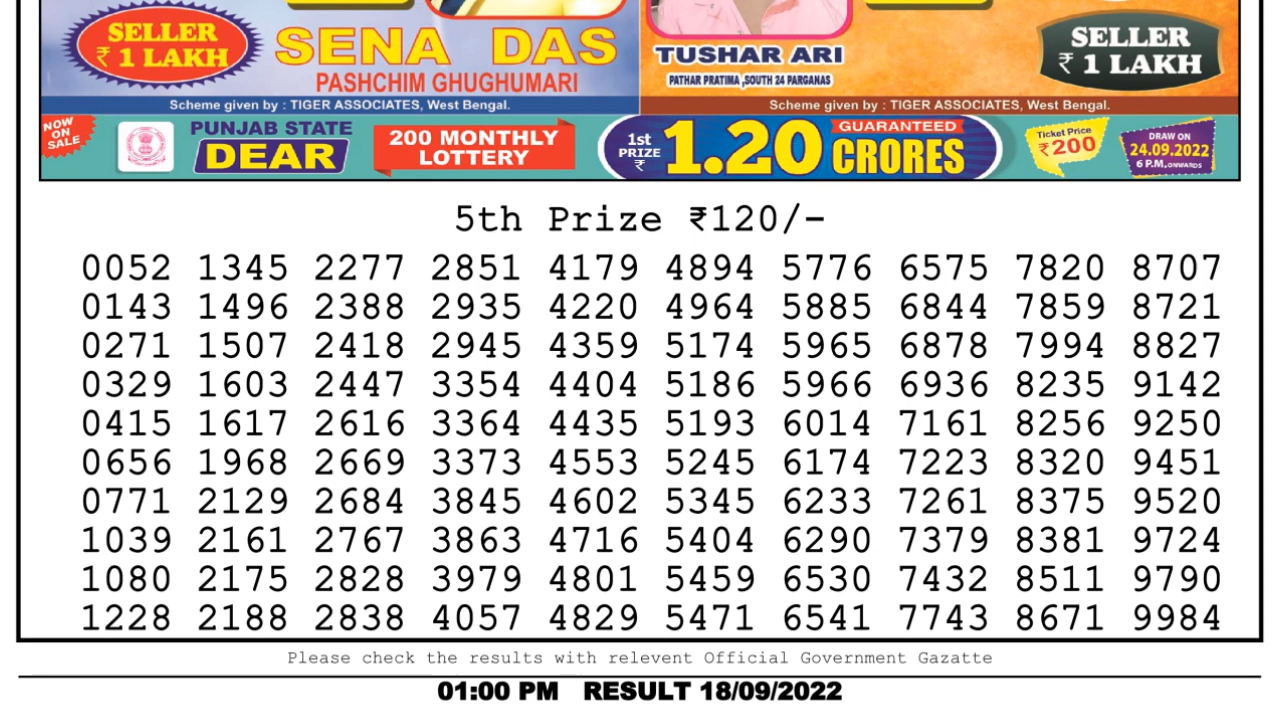 SELLER
₹ 1 LAKH
SENA DAS
PASHCHIM GHUGHUMARI
TUSHAR ARI
PATHAR PRATIMA ,SOUTH 24 PARGANAS
SELLER
₹ 1 LAKH
Scheme given by : TIGER ASSOCIATES, West Bengal.
Scheme given by : TIGER ASSOCIATES, West Bengal.
NOW
ON
SALE
PUNJAB STATE
DEAR
200 MONTHLY
LOTTERY
1st
PRIZE
₹
1.20
GUARANTEED
CRORES
Ticket Price
₹200
DRAW ON
24.09.2022
6 P.M.ONWARDS
5th Prize ₹120/-
0052 1345 2277 2851 4179 4894 5776 6575 7820 8707
0143 1496 2388 2935 4220 4964 5885 6844 7859 8721
0271 1507 2418 2945 4359 5174 5965 6878 7994 8827
0329 1603 2447 3354 4404 5186 5966 6936 8235 9142
0415 1617 2616 3364 4435 5193 6014 7161 8256 9250
0656 1968 2669 3373 4553 5245 6174 7223 8320 9451
0771 2129 2684 3845 4602 5345 6233 7261 8375 9520
1039 2161 2767 3863 4716 5404 6290 7379 8381 9724
1080 2175 2828 3979 4801 5459 6530 7432 8511 9790
1228 2188 2838 4057 4829 5471 6541 7743 8671 9984
Please check the results with relevent Official Government Gazatte
01:00 PM RESULT 18/09/2022